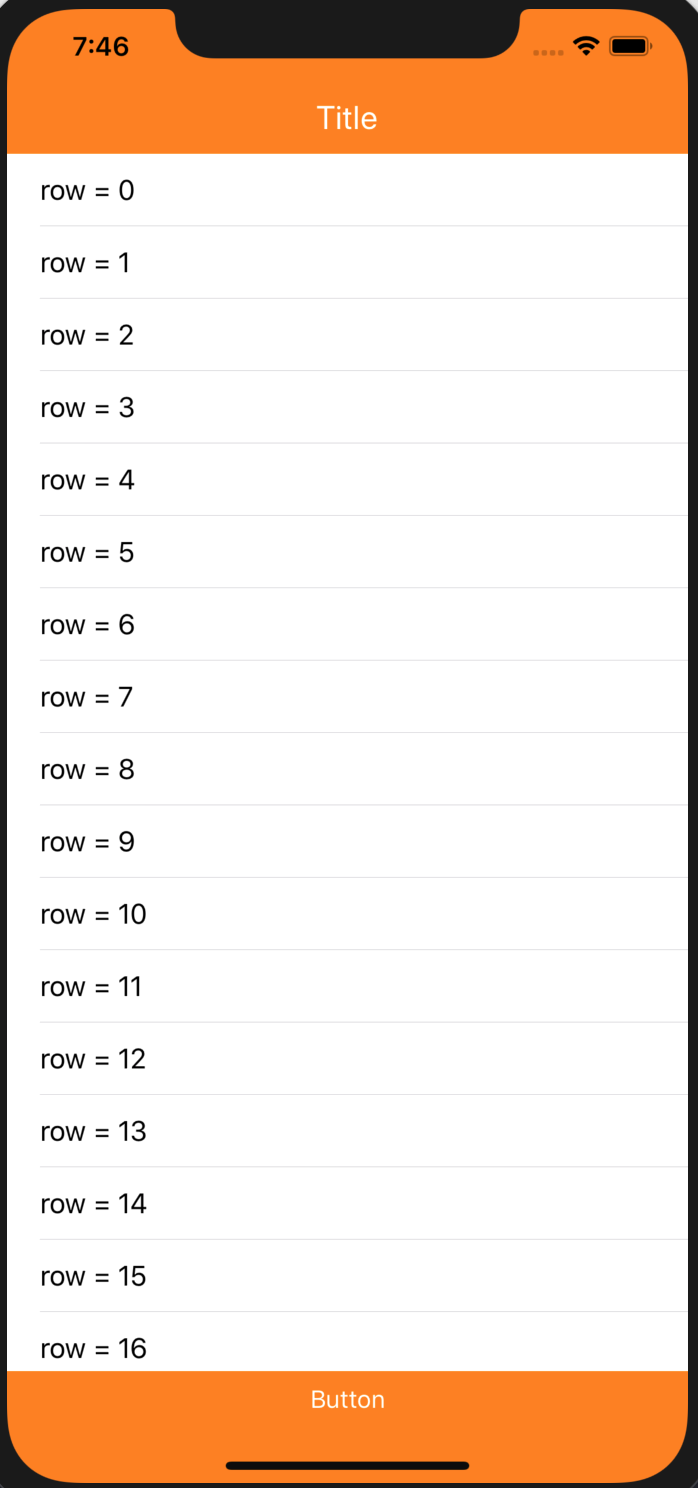 7:46
Title
row = 0
row = 1
row = 2
row = 3
row = 4
row = 5
row = 6
row = 7
row = 8
row = 9
row = 10
row = 11
row = 12
row = 13
row = 14
row = 15
row = 16
Button